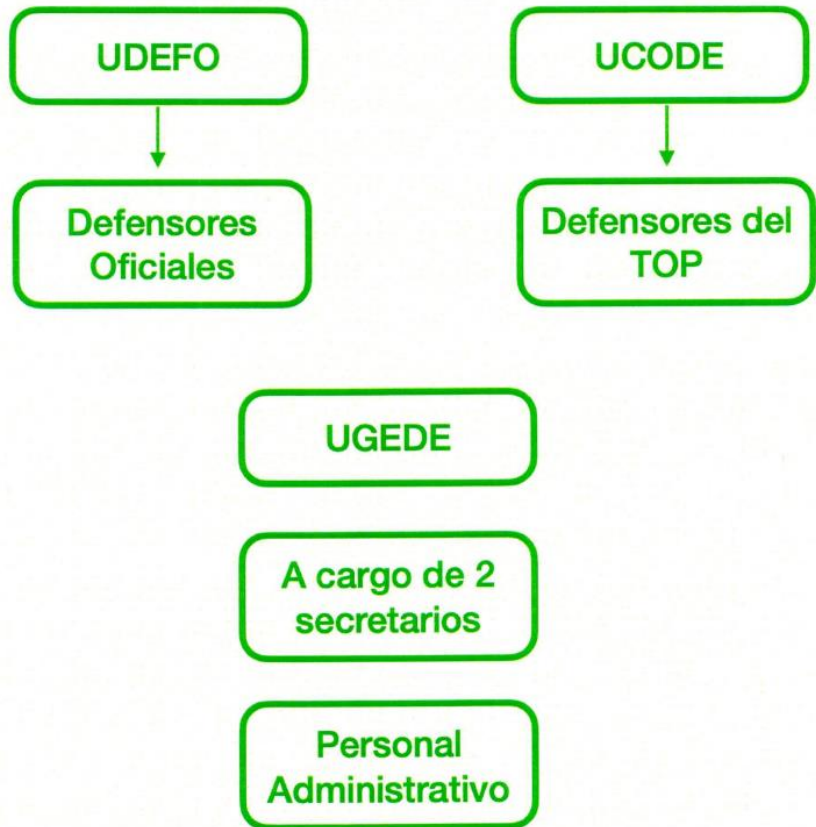 UDEFO
UCODE
Defensores
Oficiales
Defensores del
TOP
UGEDE
A cargo de 2
secretarios
Personal
Administrativo